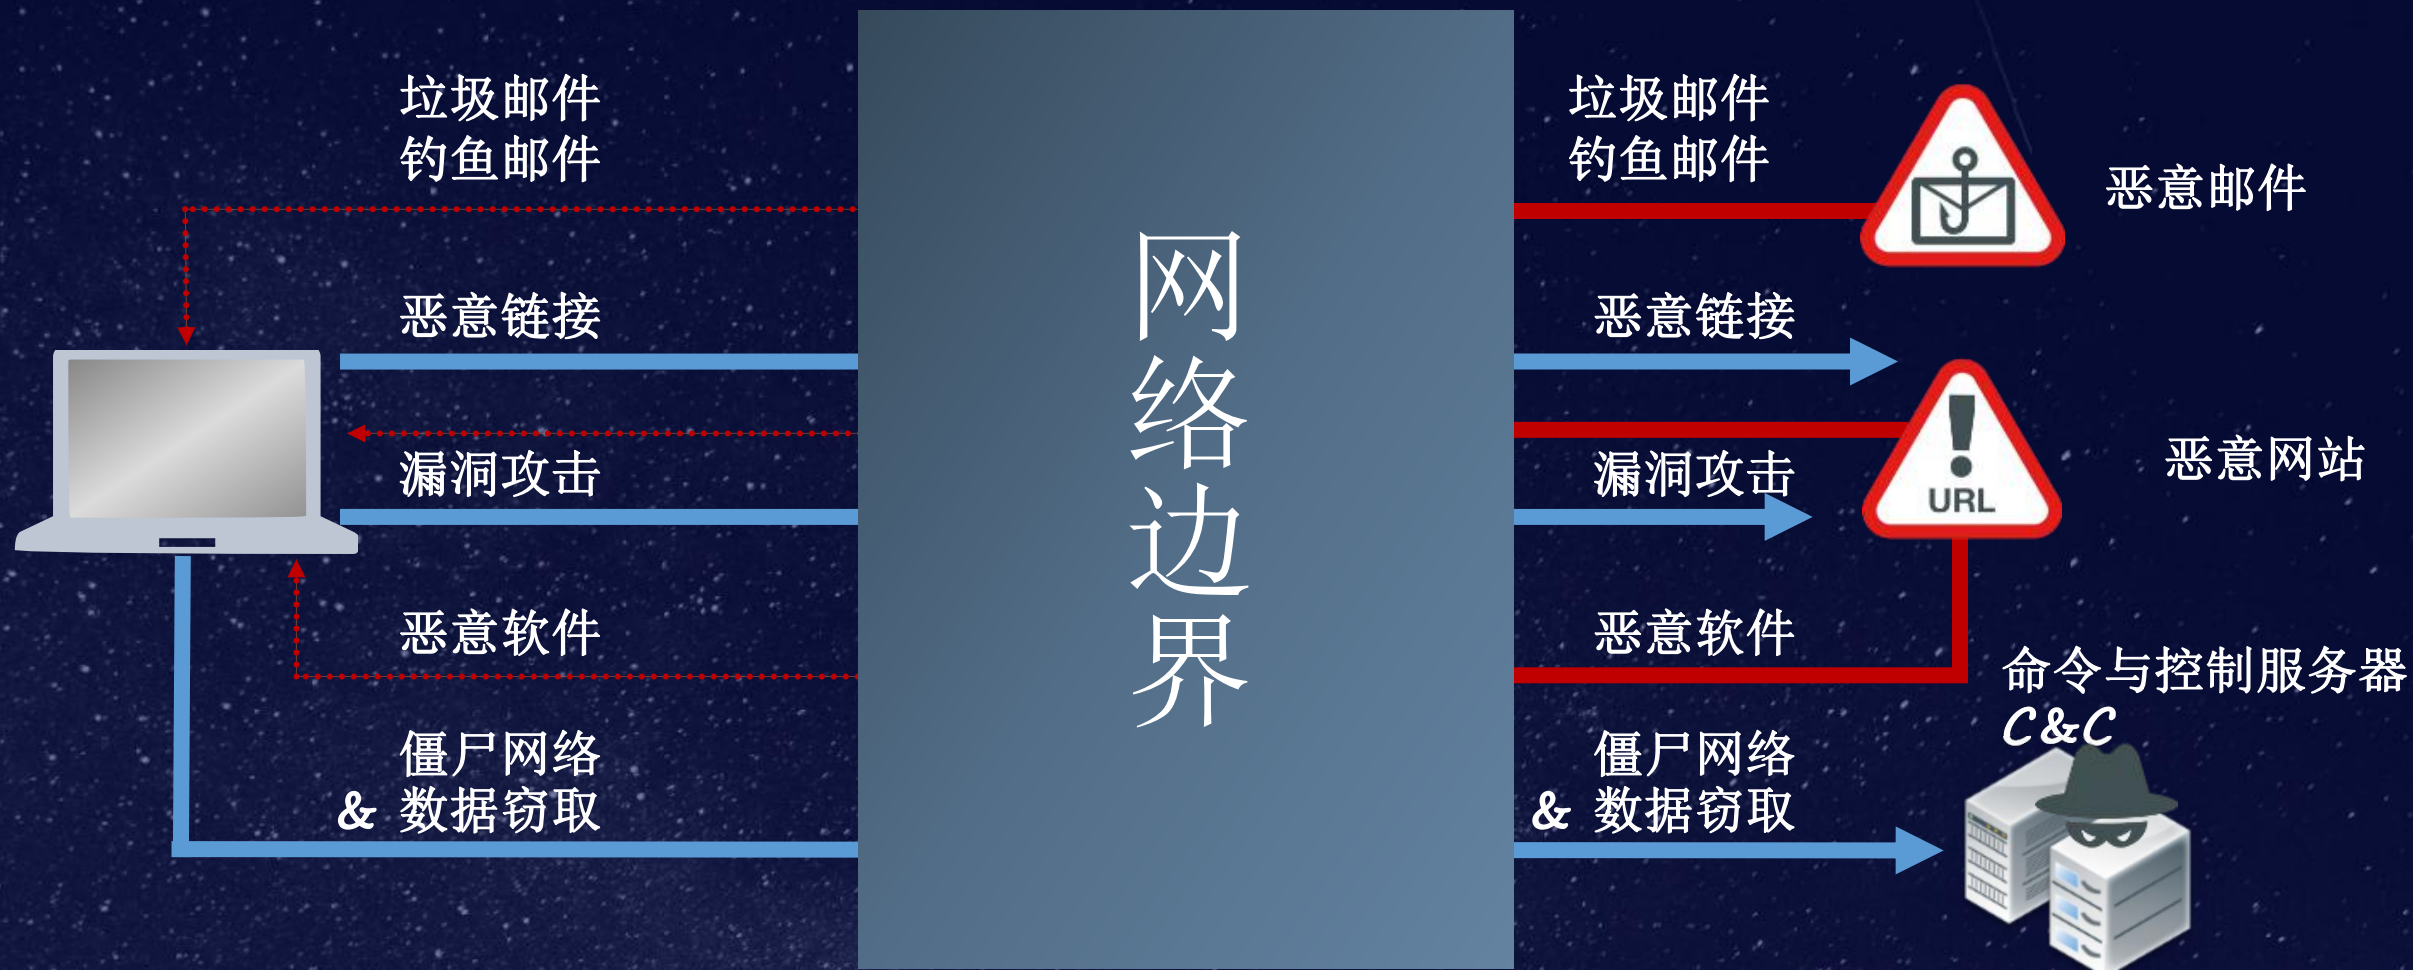 垃圾邮件
钓鱼邮件
恶意链接
漏洞攻击
恶意软件
僵尸网络
& 数据窃取
网络边界
垃圾邮件
钓鱼邮件
恶意链接
漏洞攻击
恶意软件
僵尸网络
& 数据窃取
恶意邮件
URL
恶意网站
命令与控制服务器
C&C